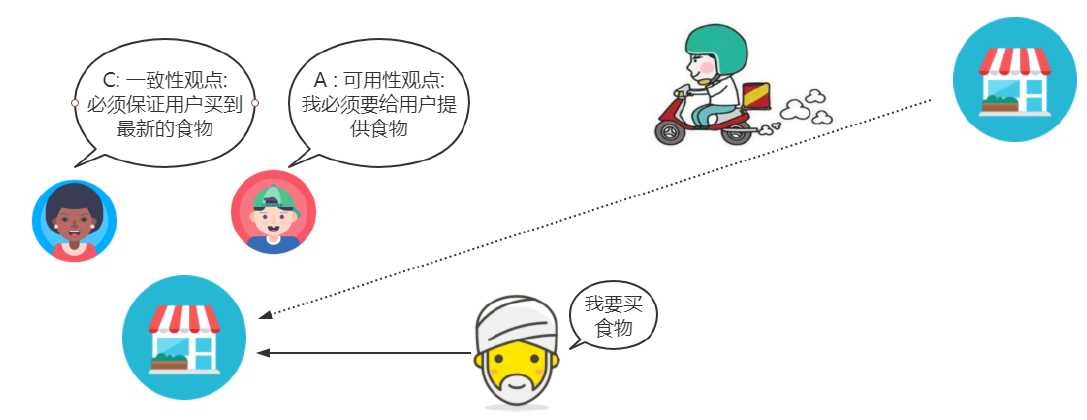 C: 一致性观点:
必须保证用户买到
最新的食物
A : 可用性观点:
我必须要给用户提
供食物
我要买
食物